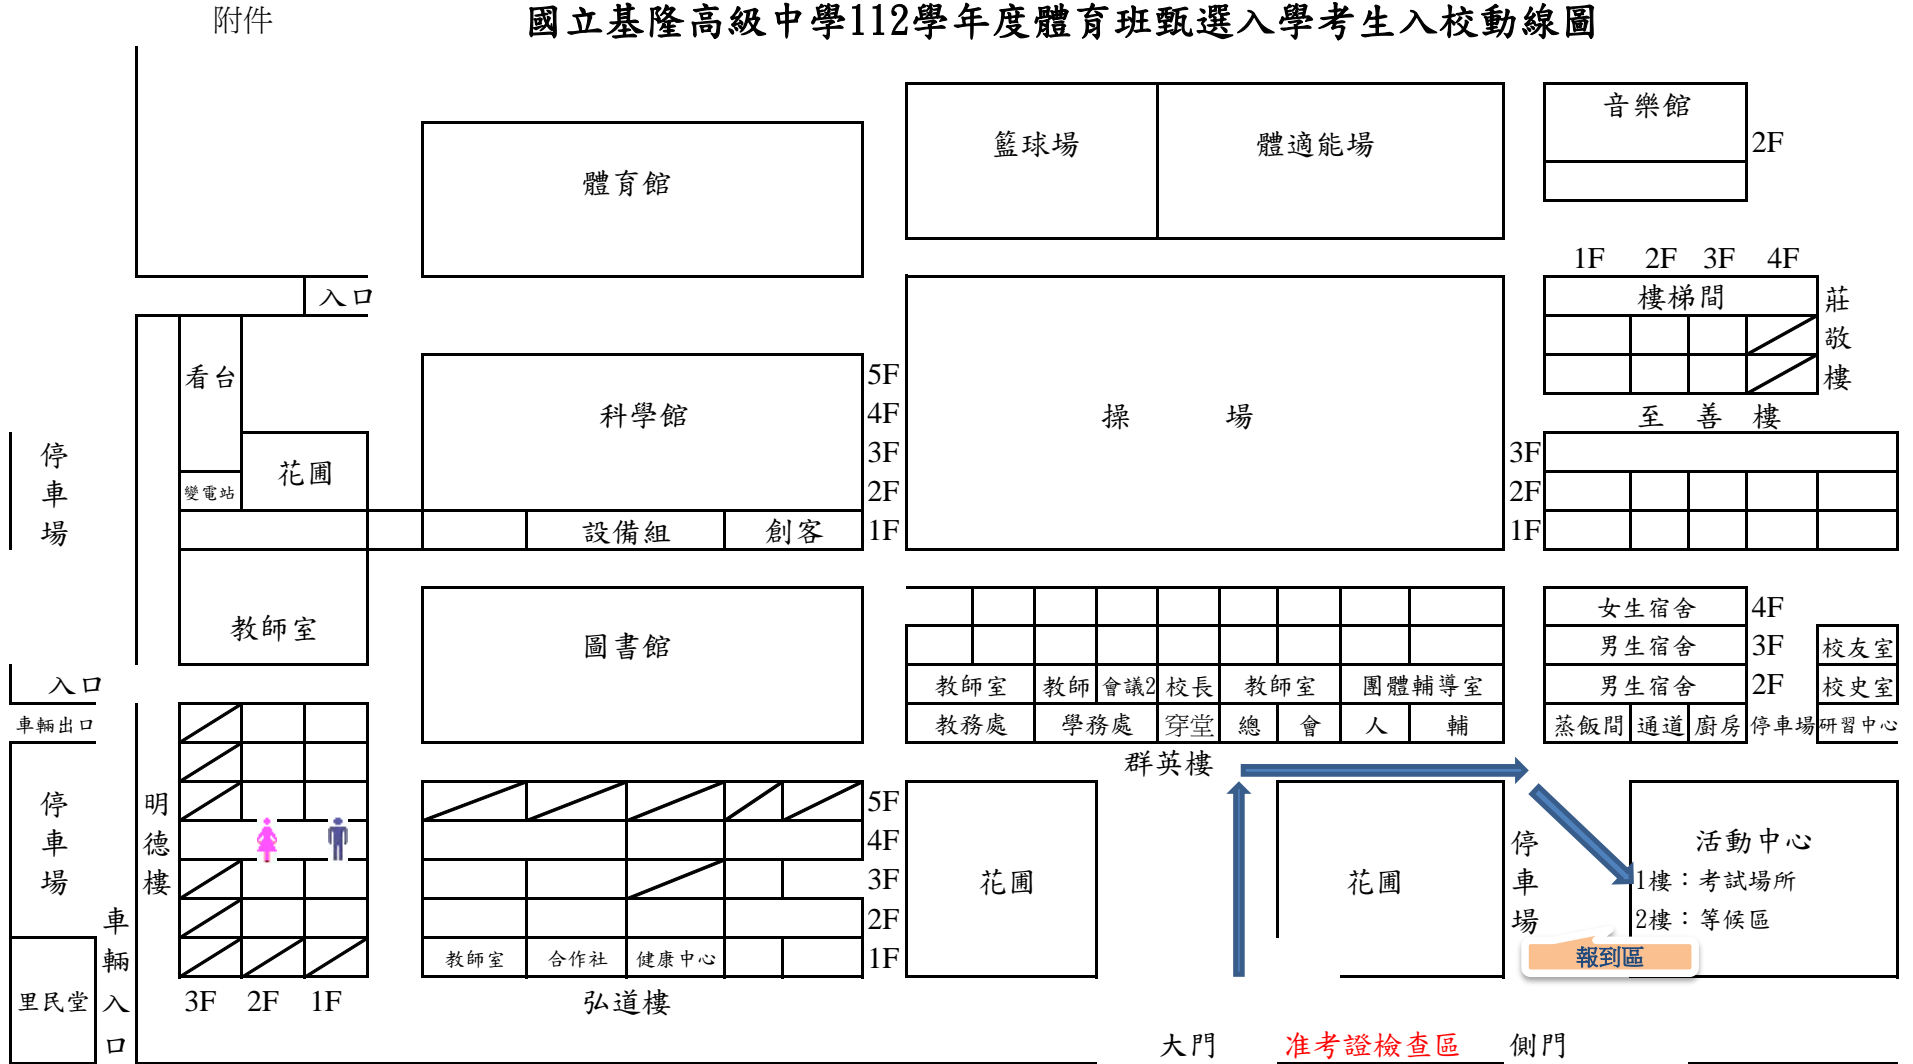 附件
國立基隆高級中學112學年度體育班甄選入學考生入校動線圖
音樂館
2F
籃球場 體適能場
體育館
1F 2F 3F 4F
入口
樓梯間
莊敬樓
看台
科學館
5F
4F
3F
2F
1F
操 場
至善樓
3F
2F
1F
停車場
花圃
變電站
設備組 創客
教師室
圖書館
女生宿舍 4F
男生宿舍 3F 校友室
男生宿舍 2F 校史室
入口
教師室 教師 會議2 校長 教師室 團體輔導室
車輛出口
教務處 學務處 穿堂 總 會 人 輔
蒸飯間 通道 廚房 停車場 研習中心
群英樓
停車場
明德樓
5F
4F
3F
2F
1F
花圃
花圃
停車場
活動中心
1樓：考試場所
2樓：等候區
報到區
車輛入口
教師室 合作社 健康中心
里民堂
3F 2F 1F
弘道樓
大門 准考證檢查區 側門